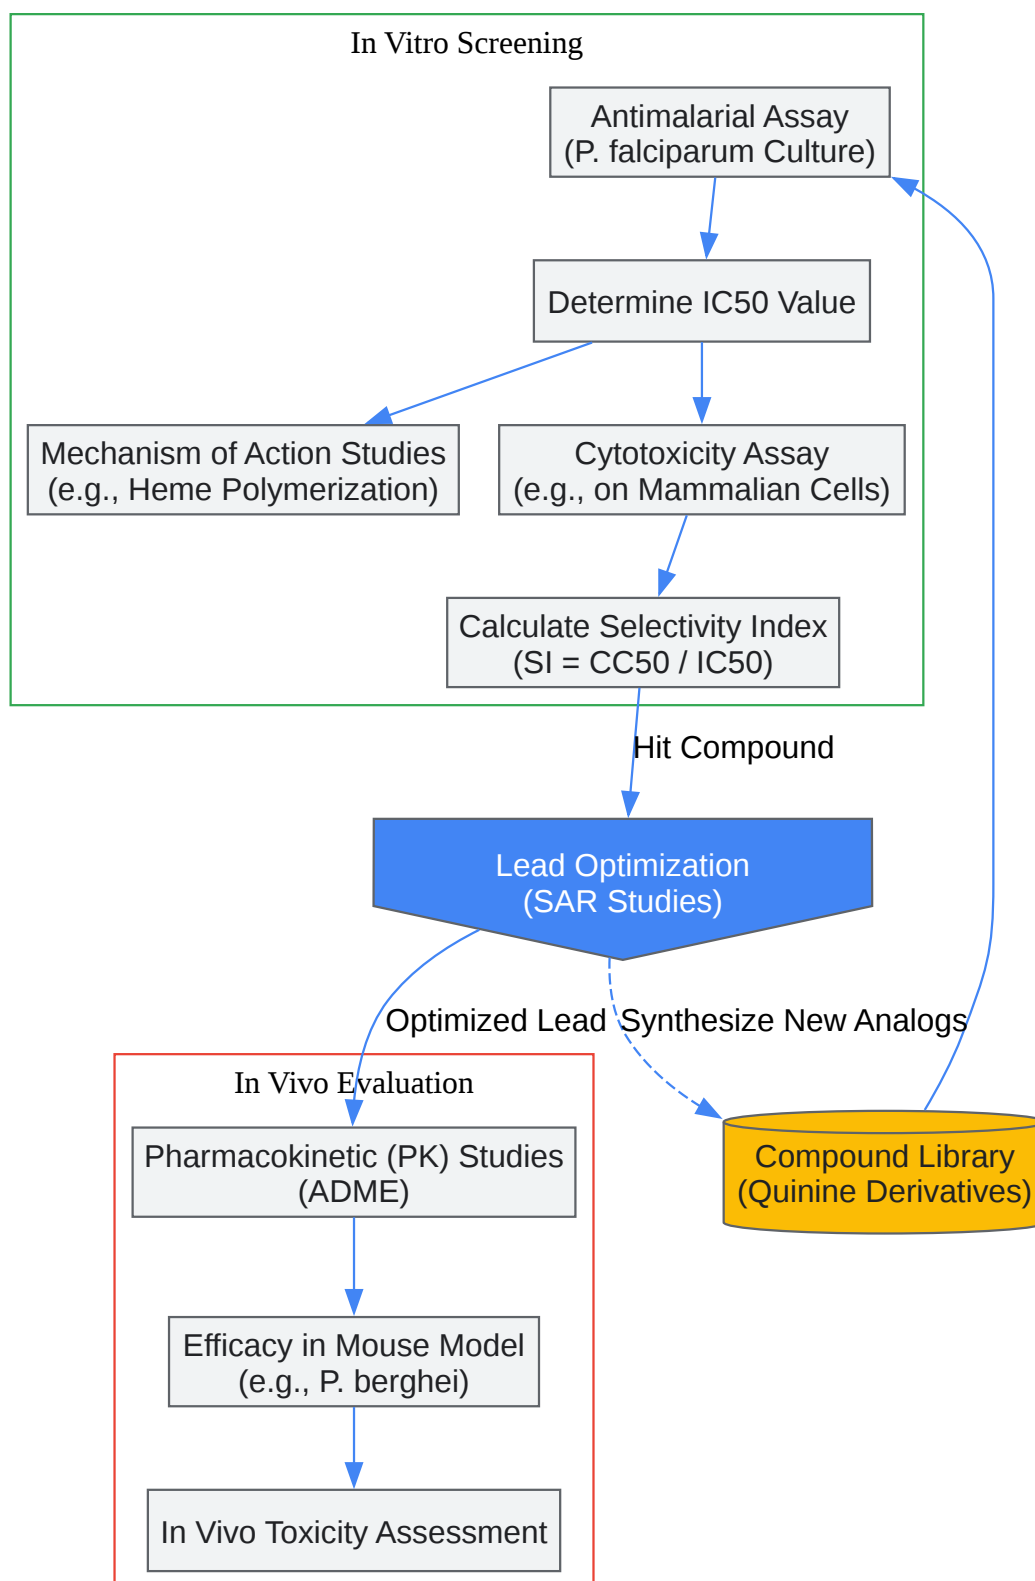 In Vitro Screening
Antimalarial Assay
(P. falciparum Culture)
Determine IC50 Value
Mechanism of Action Studies
(e.g., Heme Polymerization)
Cytotoxicity Assay
(e.g., on Mammalian Cells)
Calculate Selectivity Index
(SI = CC50 / IC50)
Hit Compound
Lead Optimization
(SAR Studies)
Optimized Lead
Synthesize New Analogs
In Vivo Evaluation
Pharmacokinetic (PK) Studies
(ADME)
Compound Library
(Quinine Derivatives)
Efficacy in Mouse Model
(e.g., P. berghei)
In Vivo Toxicity Assessment